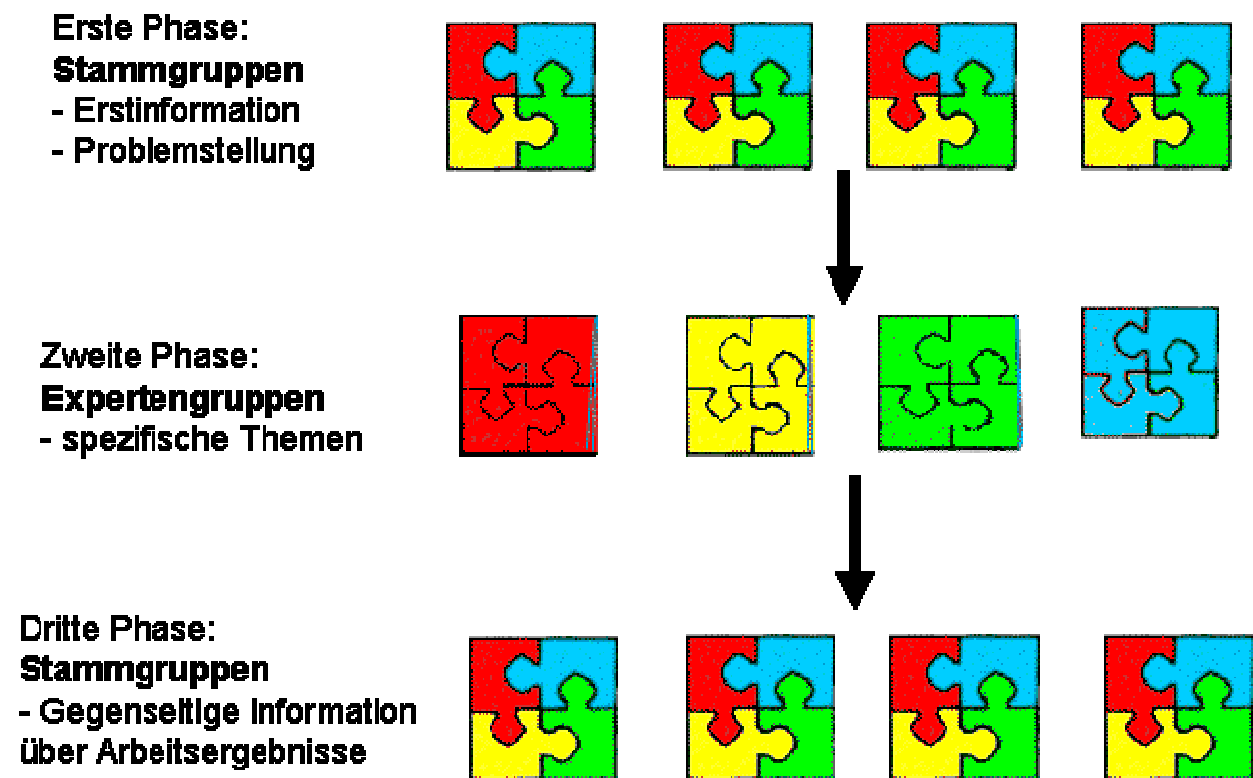 Erste Phase:
Stammgruppen
- Erstinformation
- Problemstellung
Zweite Phase:
Expertengruppen
- spezifische Themen
Dritte Phase:
Stammgruppen
- Gegenseitige Information
über Arbeitsergebnisse